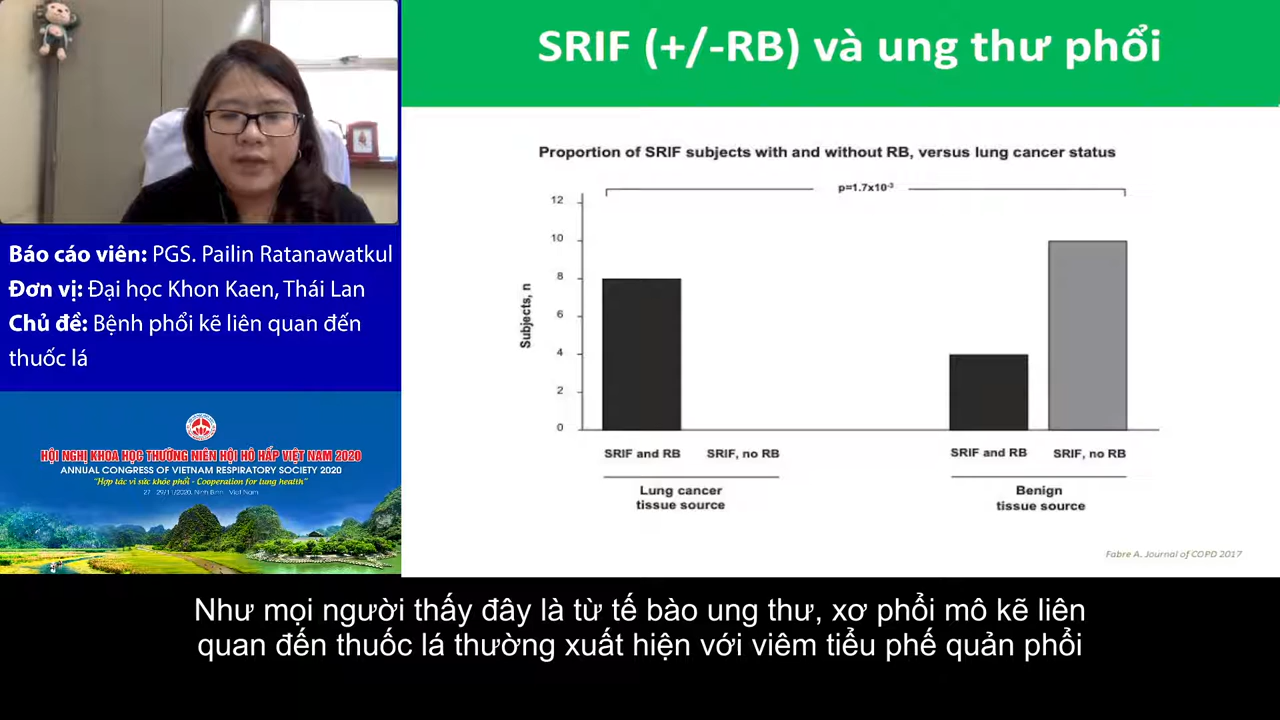 SRIF (+/-RB) và ung thư phổi
Báo cáo viên: PGS. Pailin Ratanawatkul
Đơn vị: Đại học Khon Kaen, Thái Lan
Chủ đề: Bệnh phổi kẽ liên quan đến
thuốc lá
HỘI NGHỊ KHOA HỌC THƯỜNG NIÊN HỘI HÔ HẤP VIỆT NAM 2020
ANNUAL CONGRESS OF VIETNAM RESPIRATORY SOCIETY 2020
"Hợp tác vì sức khỏe phổi - Cooperation for lung health"
27 - 29/11/2020, Ninh Bình - Việt Nam
Proportion of SRIF subjects with and without RB, versus lung cancer status
p=1.7x10⁻³
Subjects, n
12
10
8
6
4
2
0
SRIF and RB SRIF, no RB SRIF and RB SRIF, no RB
Lung cancer
tissue source
Benign
tissue source
Fabre A. Journal of COPD 2017
Như mọi người thấy đây là từ tế bào ung thư, xơ phổi mô kẽ liên
quan đến thuốc lá thường xuất hiện với viêm tiểu phế quản phổi